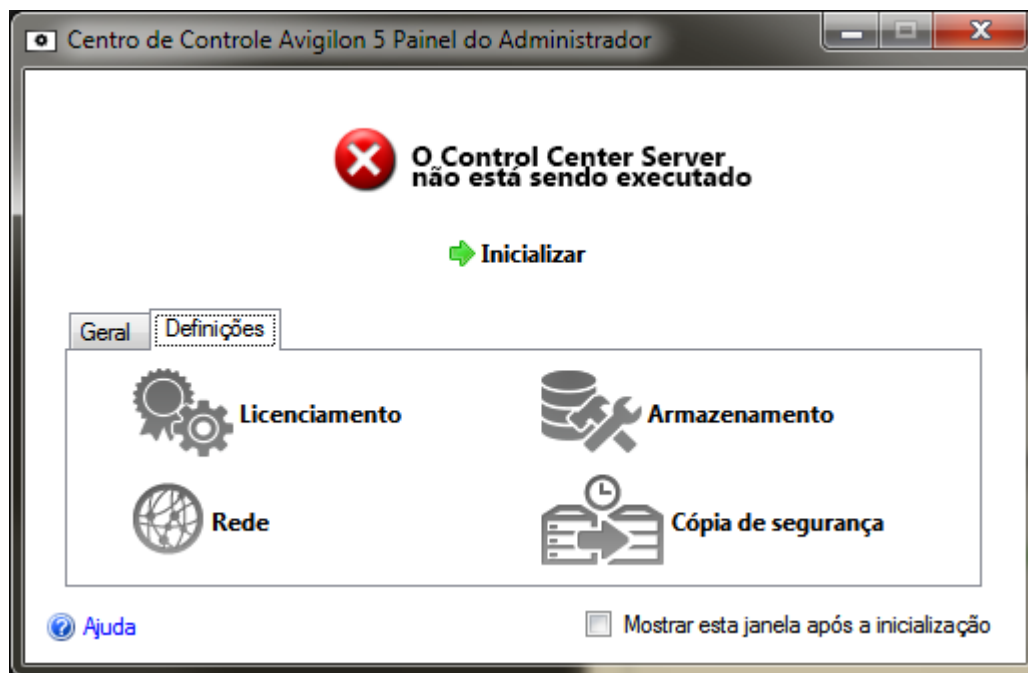 Centro de Controle Avigilon 5 Painel do Administrador
O Control Center Server
não está sendo executado
Inicializar
Geral
Definições
Licenciamento
Armazenamento
Rede
Cópia de segurança
Ajuda
Mostrar esta janela após a inicialização